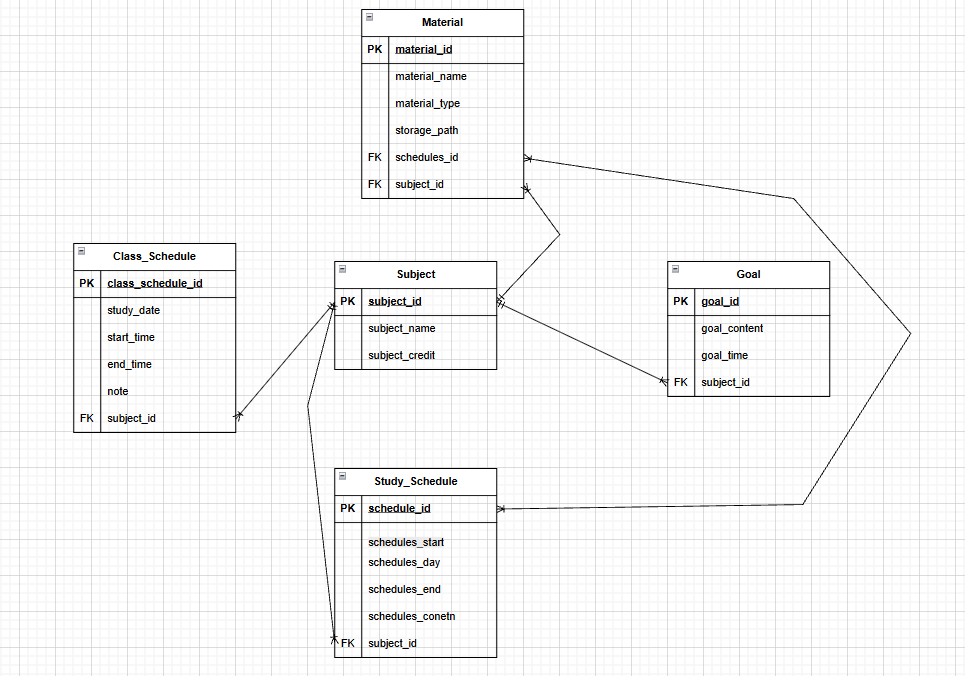 Material
PK material_id
material_name
material_type
storage_path
FK schedules_id
FK subject_id
Class_Schedule
PK class_schedule_id
study_date
start_time
end_time
note
FK subject_id
Subject
PK subject_id
subject_name
subject_credit
Goal
PK goal_id
goal_content
goal_time
FK subject_id
Study_Schedule
PK schedule_id
schedules_start
schedules_day
schedules_end
schedules_conetn
FK subject_id